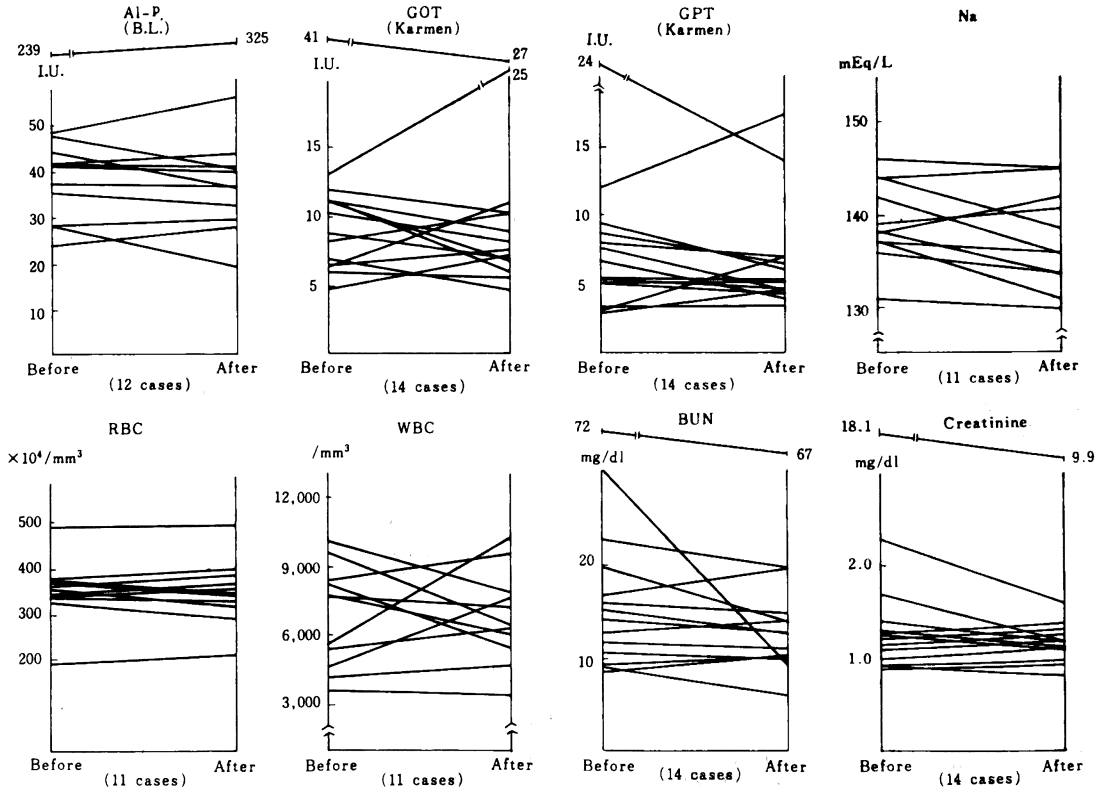 Al-P.
(B.L.)
239
325
I.U.
50
40
30
20
10
Before
After
(12 cases)
GOT
(Karmen)
41
27
25
I.U.
15
10
5
Before
After
(14 cases)
GPT
(Karmen)
I.U.
24
15
10
5
Before
After
(14 cases)
Na
mEq/L
150
140
130
Before
After
(11 cases)
RBC
×10⁴/mm³
500
400
300
200
Before
After
(11 cases)
WBC
/mm³
12,000
9,000
6,000
3,000
Before
After
(11 cases)
BUN
72
67
mg/dl
20
10
Before
After
(14 cases)
Creatinine
18.1
9.9
mg/dl
2.0
1.0
Before
After
(14 cases)